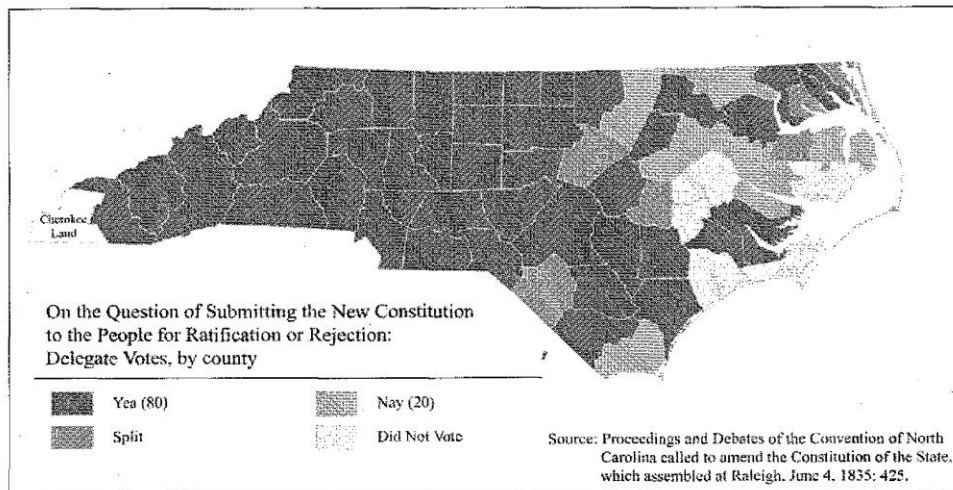 Cherokee
Land
On the Question of Submitting the New Constitution
to the People for Ratification or Rejection:
Delegate Votes, by county
Yea (80)
Nay (20)
Split
Did Not Vote
Source: Proceedings and Debates of the Convention of North
Carolina called to amend the Constitution of the State,
which assembled at Raleigh, June 4, 1835: 425.